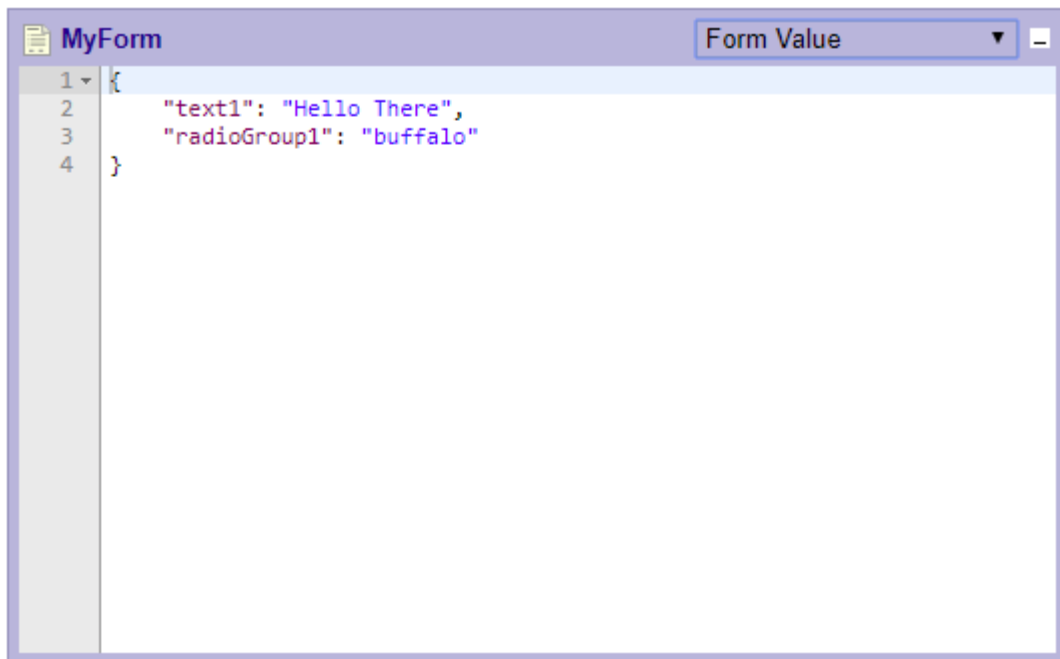 MyForm Form Value
1 {
2 "text1": "Hello There",
3 "radioGroup1": "buffalo"
4 }